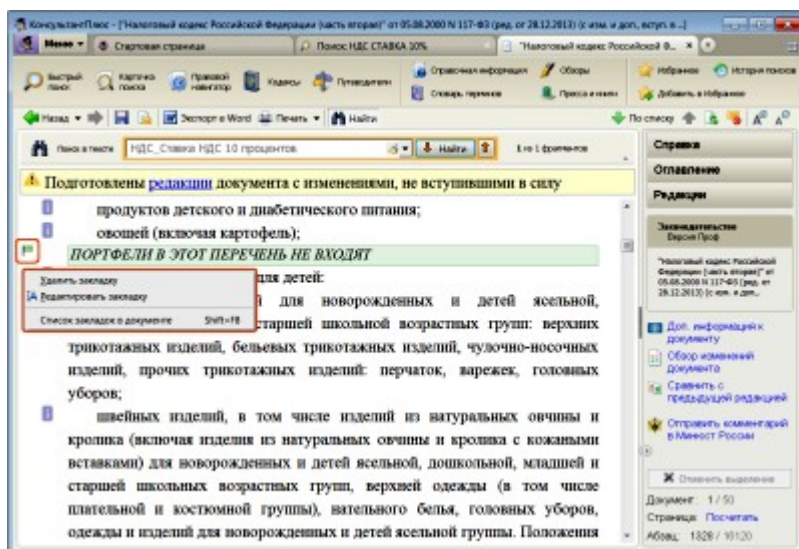 КонсультантПлюс - ["Налоговый кодекс Российской Федерации (часть вторая)" от 05.08.2000 N 117-ФЗ (ред. от 28.12.2013) (с изм. и доп., вступ. в ...]
Меню
Стартовая страница
Поиск: НДС СТАВКА 10%
"Налоговый кодекс Российской Ф...
Быстрый поиск
Карточка поиска
Правовой навигатор
Кодексы
Путеводители
Справочная информация
Словарь терминов
Обзоры
Пресса и книги
Избранное
История поисков
Добавить в Избранное
Назад
Экспорт в Word
Печать
Найти
По списку
Поиск в тексте
НДС_Ставка НДС 10 процентов.
Найти
1 из 1 фрагментов
Подготовлены редакции документа с изменениями, не вступившими в силу
продуктов детского и диабетического питания;
овощей (включая картофель);
ПОРТФЕЛИ В ЭТОТ ПЕРЕЧЕНЬ НЕ ВХОДЯТ
для детей:
Удалить закладку
Редактировать закладку
Список закладок в документе Shift+F8
для новорожденных и детей ясельной,
старшей школьной возрастных групп: верхних
трикотажных изделий, бельевых трикотажных изделий, чулочно-носочных
изделий, прочих трикотажных изделий: перчаток, варежек, головных
уборов;
швейных изделий, в том числе изделий из натуральных овчины и
кролика (включая изделия из натуральных овчины и кролика с кожаными
вставками) для новорожденных и детей ясельной, дошкольной, младшей и
старшей школьных возрастных групп, верхней одежды (в том числе
плательной и костюмной группы), нательного белья, головных уборов,
одежды и изделий для новорожденных и детей ясельной группы. Положения
Справка
Оглавление
Редакции
Законодательство
Версия Проф
"Налоговый кодекс Российской
Федерации (часть вторая)" от
05.08.2000 N 117-ФЗ (ред. от
28.12.2013) (с изм. и доп...
Доп. информация к
документу
Обзор изменений
документа
Сравнить с
предыдущей редакцией
Отправить комментарий
в Минюст России
Отменить выделение
Документ: 1 / 50
Страница: Посчитать
Абзац: 1328 / 16120